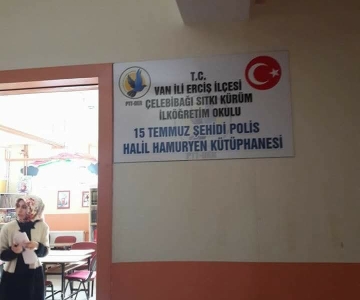 T.C.
VAN İLİ ERCİŞ İLÇESİ
ÇELEBİBAĞI SITKI KÜRÜM
İLKÖĞRETİM OKULU
15 TEMMUZ ŞEHİDİ POLİS
HALİL HAMURYEN KÜTÜPHANESİ